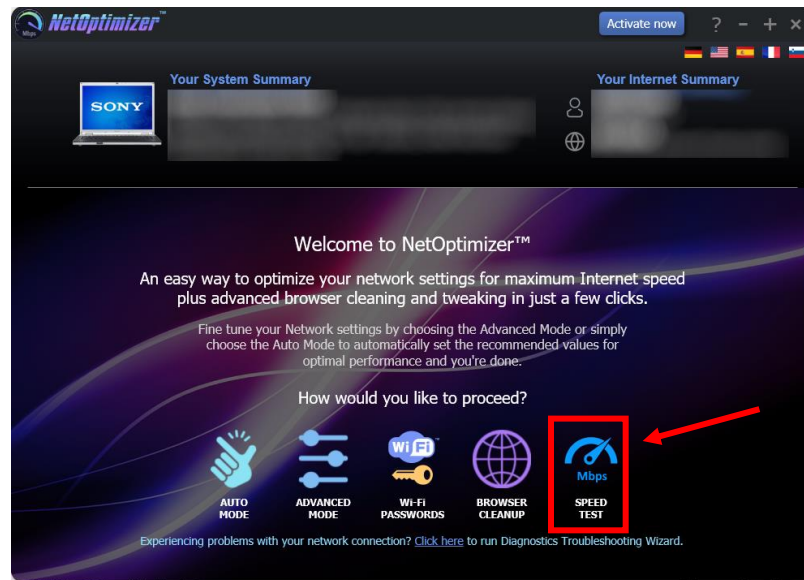 NetOptimizer™
Mbps
Activate now
? - + ×
Your System Summary
Your Internet Summary
SONY
Welcome to NetOptimizer™
An easy way to optimize your network settings for maximum Internet speed
plus advanced browser cleaning and tweaking in just a few clicks.
Fine tune your Network settings by choosing the Advanced Mode or simply
choose the Auto Mode to automatically set the recommended values for
optimal performance and you're done.
How would you like to proceed?
Wi Fi
Mbps
AUTO MODE
ADVANCED MODE
Wi-Fi PASSWORDS
BROWSER CLEANUP
SPEED TEST
Experiencing problems with your network connection? Click here to run Diagnostics Troubleshooting Wizard.